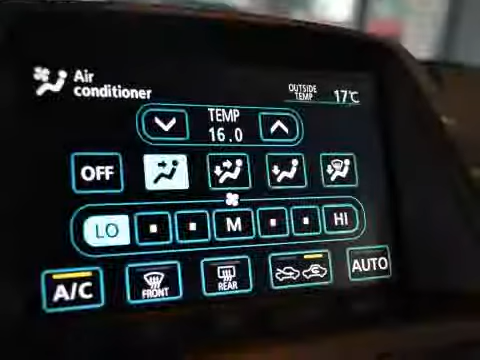 Air
conditioner
OUTSIDE
TEMP 17℃
TEMP
16.0
OFF
LO M HI
A/C FRONT REAR AUTO